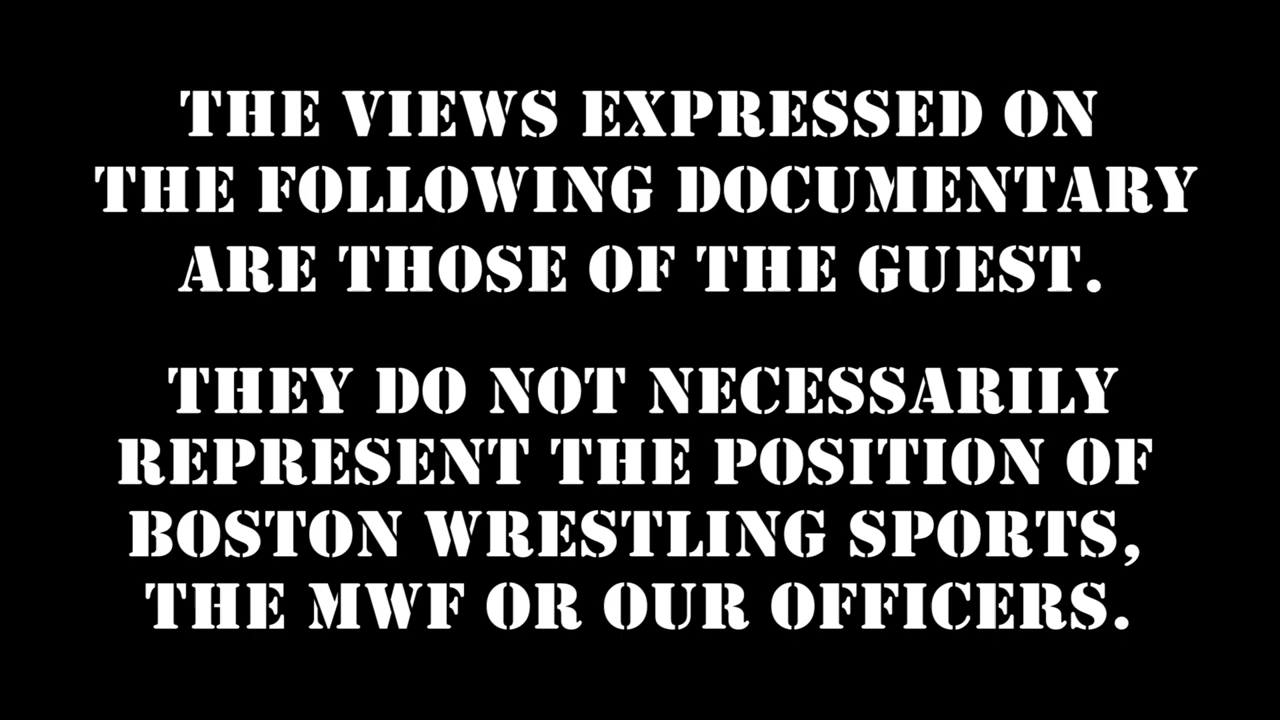 THE VIEWS EXPRESSED ON
THE FOLLOWING DOCUMENTARY
ARE THOSE OF THE GUEST.
THEY DO NOT NECESSARILY
REPRESENT THE POSITION OF
BOSTON WRESTLING SPORTS,
THE MWF OR OUR OFFICERS.